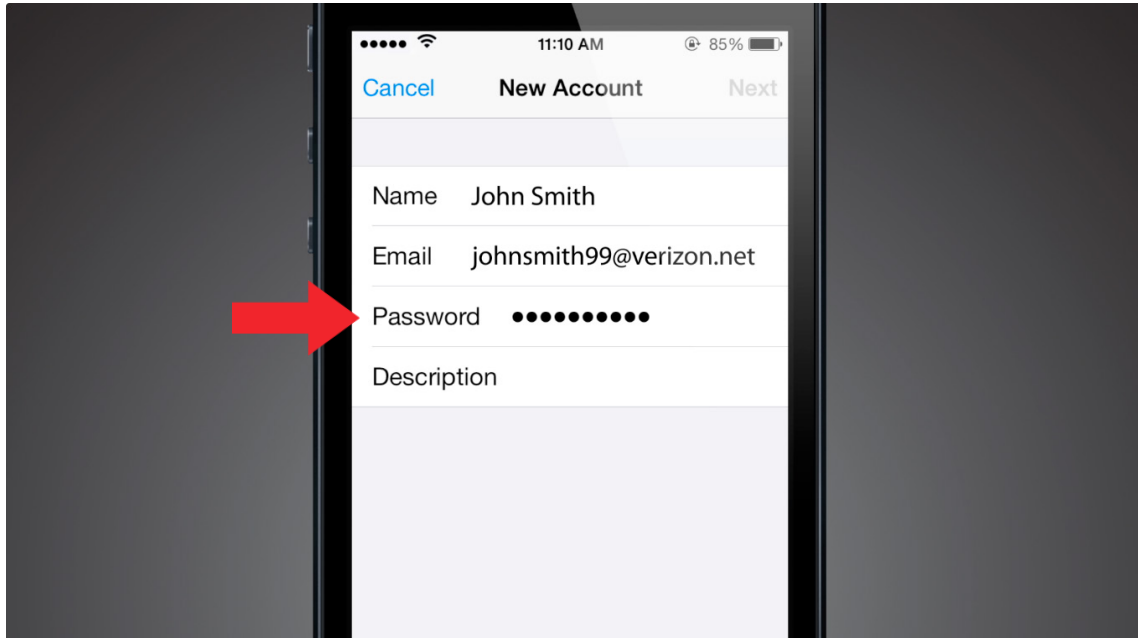 11:10 AM 85%
Cancel New Account Next
Name John Smith
Email johnsmith99@verizon.net
Password ••••••••••
Description